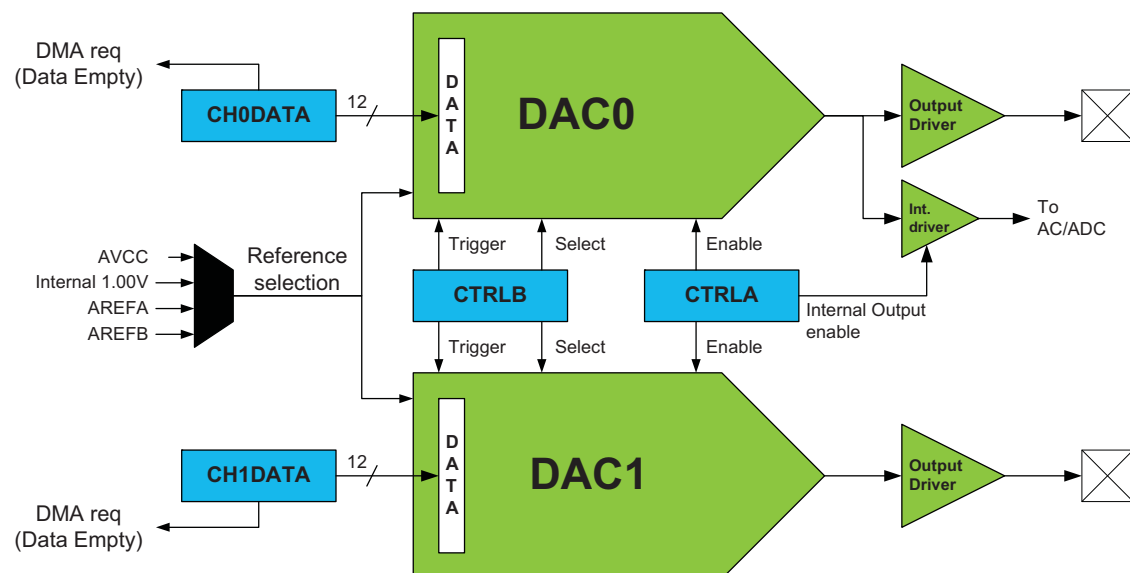 DMA req
(Data Empty)
CH0DATA
12
DATA
DAC0
Output
Driver
Int.
driver
To
AC/ADC
AVCC
Internal 1.00V
AREFA
AREFB
Reference
selection
Trigger
Select
Enable
CTRLB
CTRLA
Internal Output
enable
Trigger
Select
Enable
CH1DATA
12
DATA
DAC1
Output
Driver
DMA req
(Data Empty)